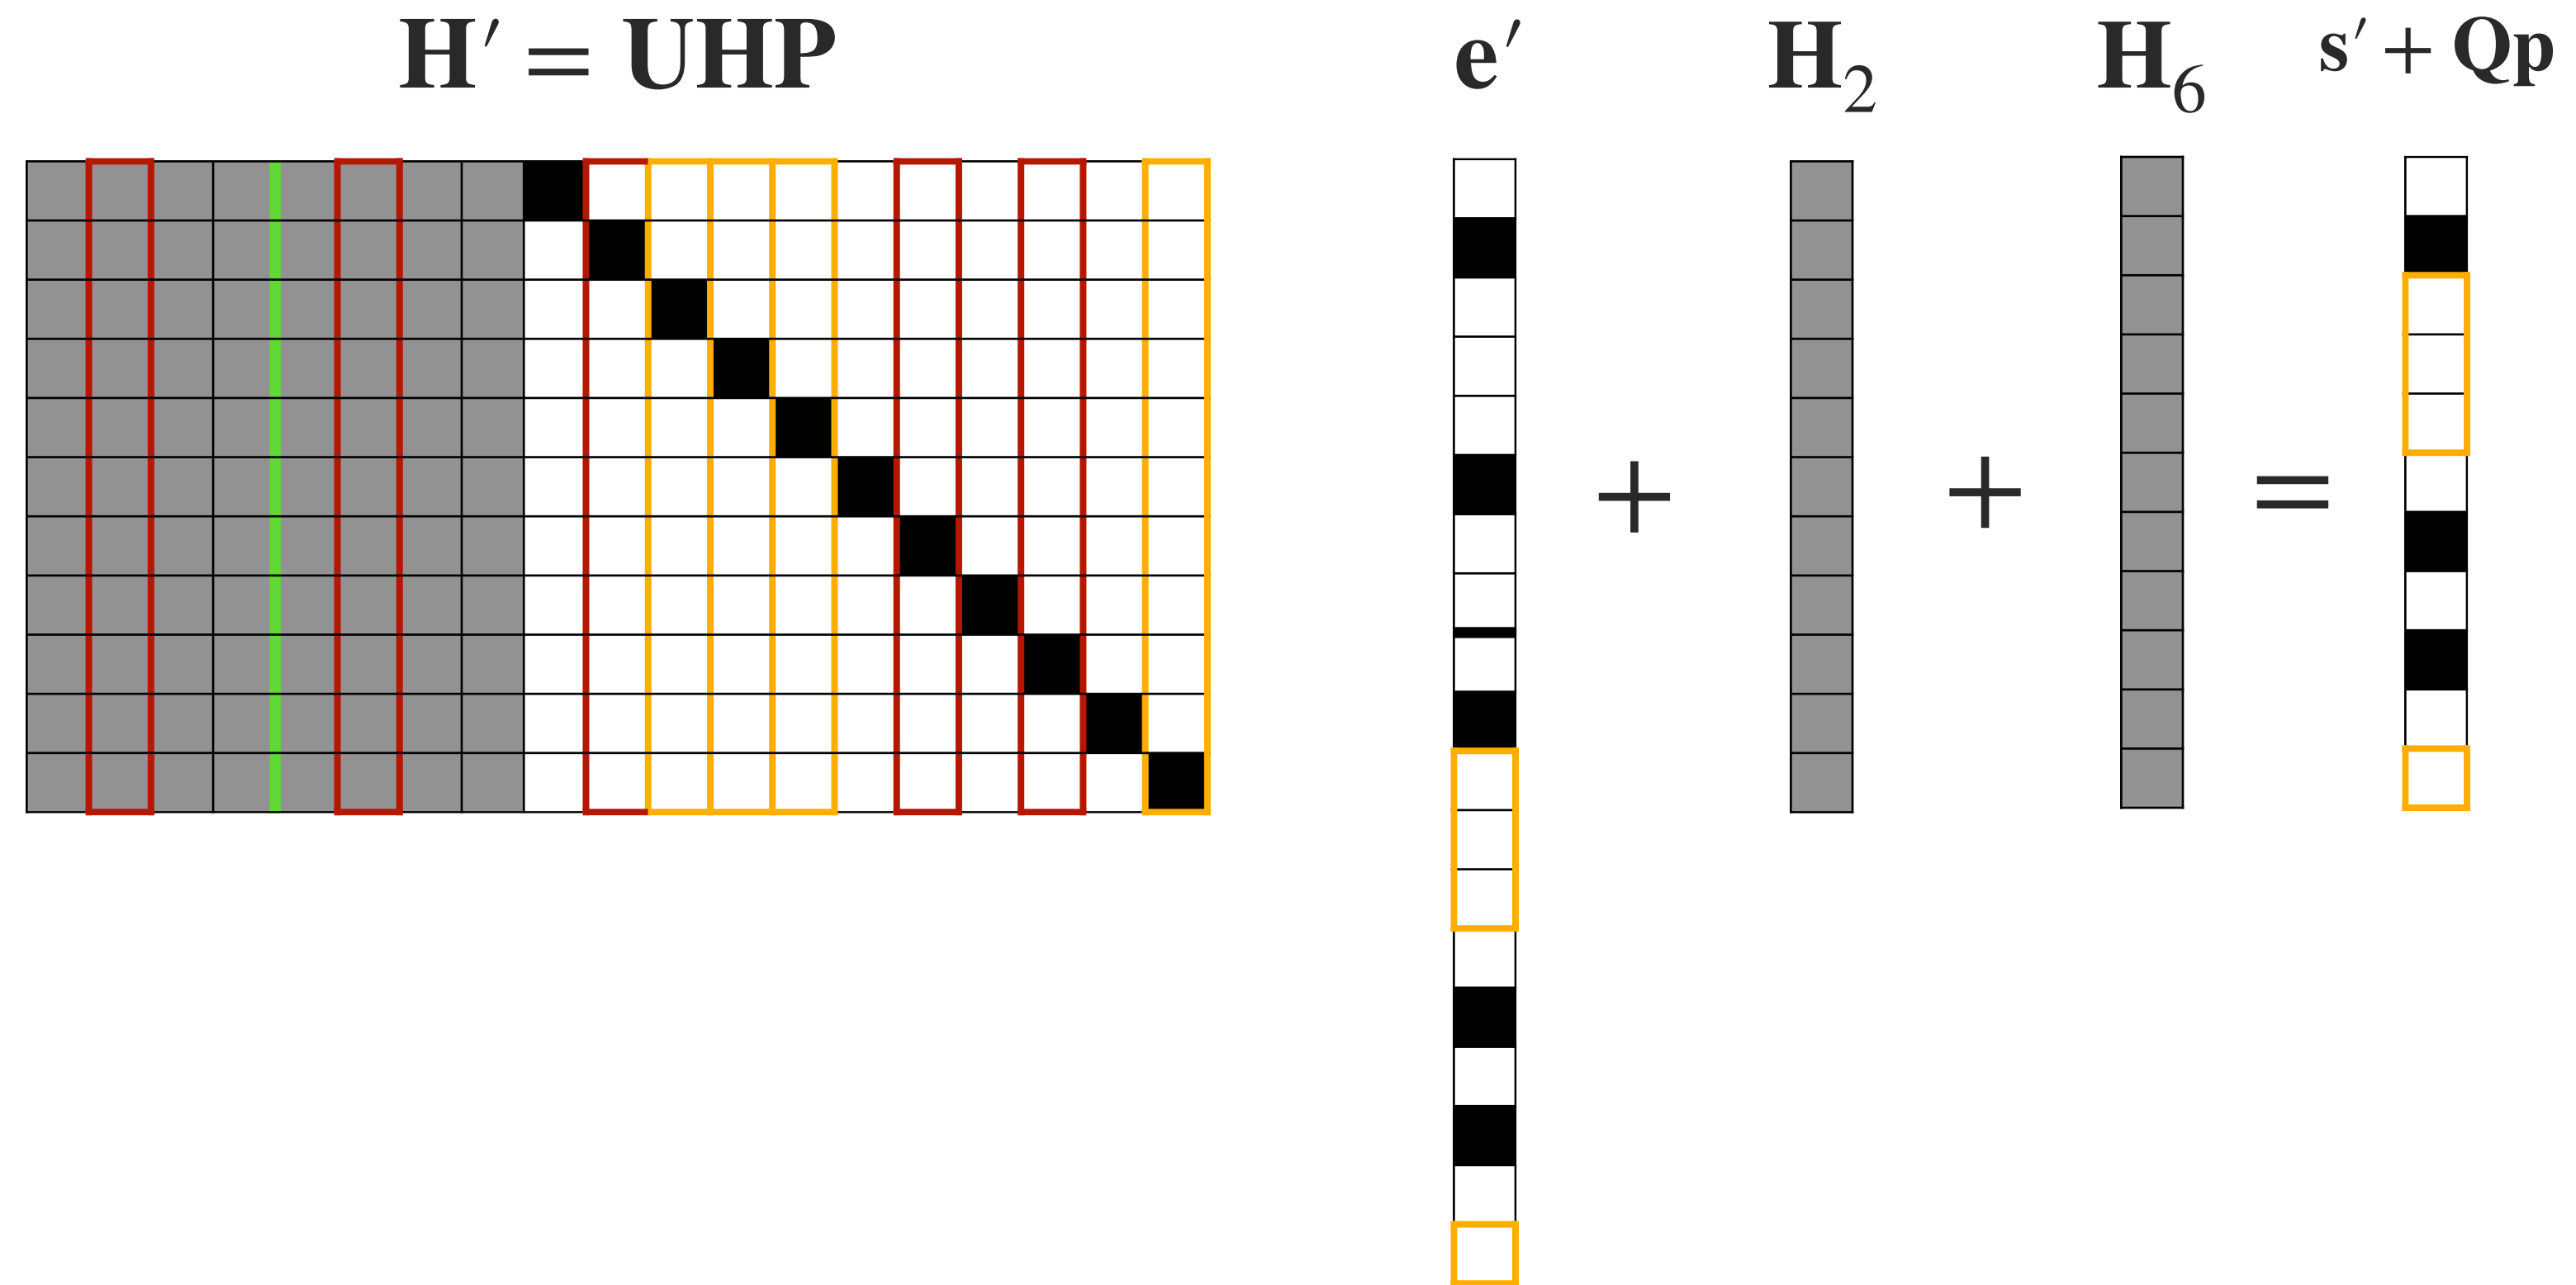 H′ = UHP e′ H₂ H₆ s′ + Qp
+ + =